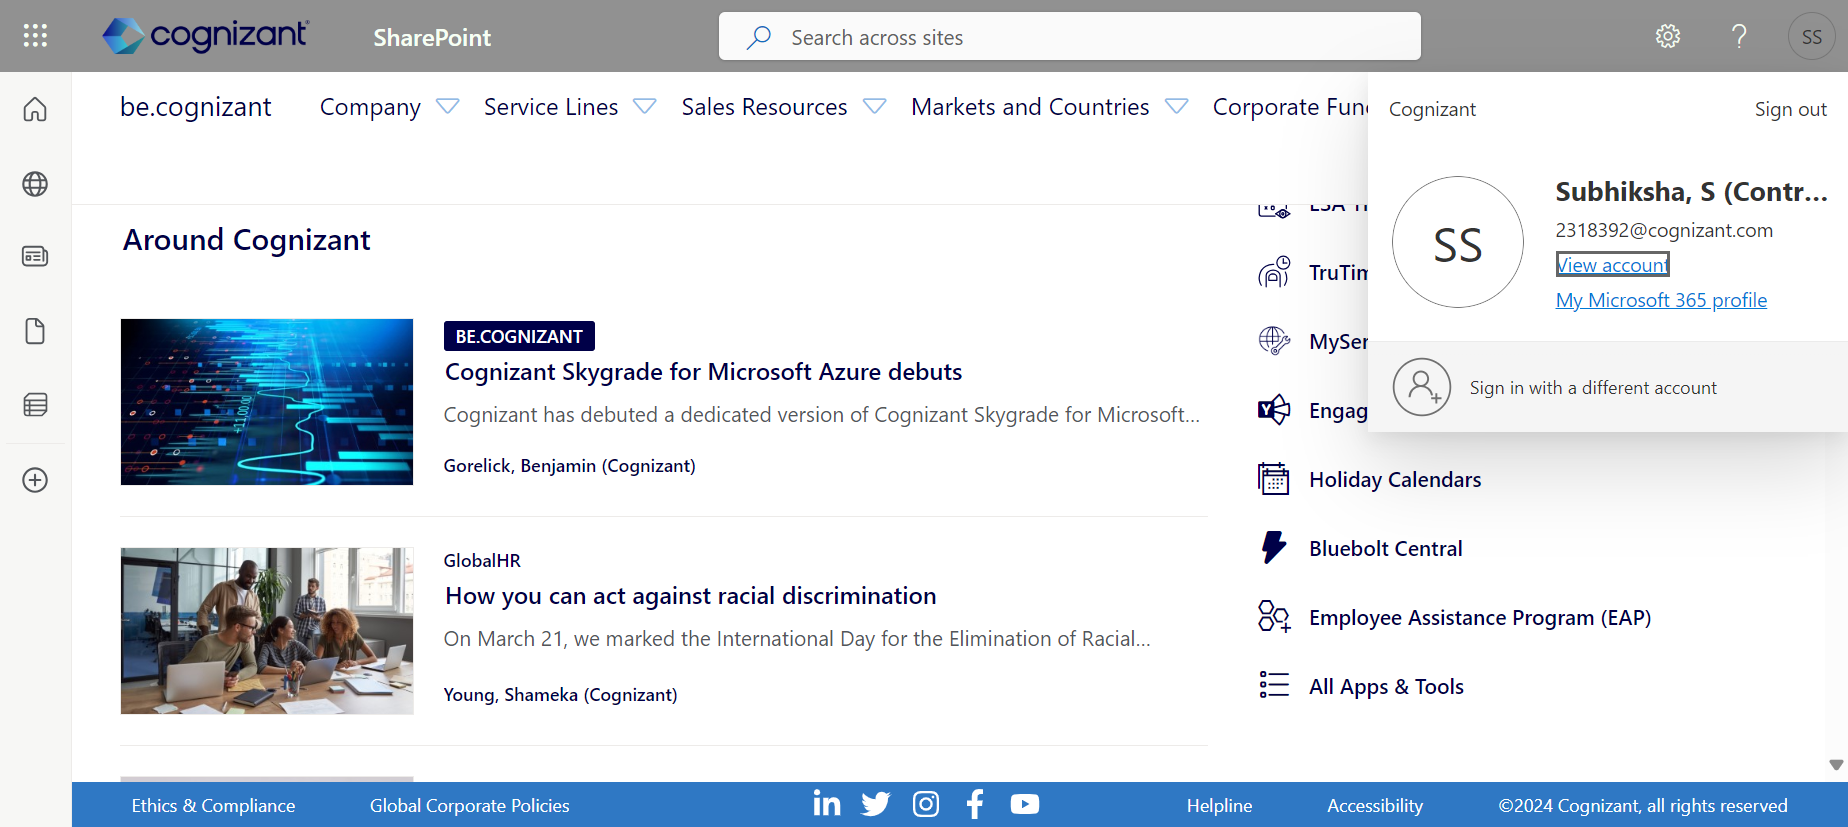 cognizant
SharePoint
Search across sites
SS
be.cognizant
Company
Service Lines
Sales Resources
Markets and Countries
Corporate
Cognizant
Sign out
SS
Subhiksha, S (Contr...
2318392@cognizant.com
View account
My Microsoft 365 profile
Sign in with a different account
Around Cognizant
BE.COGNIZANT
Cognizant Skygrade for Microsoft Azure debuts
Cognizant has debuted a dedicated version of Cognizant Skygrade for Microsoft...
Gorelick, Benjamin (Cognizant)
GlobalHR
How you can act against racial discrimination
On March 21, we marked the International Day for the Elimination of Racial...
Young, Shameka (Cognizant)
Holiday Calendars
Bluebolt Central
Employee Assistance Program (EAP)
All Apps & Tools
Ethics & Compliance
Global Corporate Policies
Helpline
Accessibility
©2024 Cognizant, all rights reserved